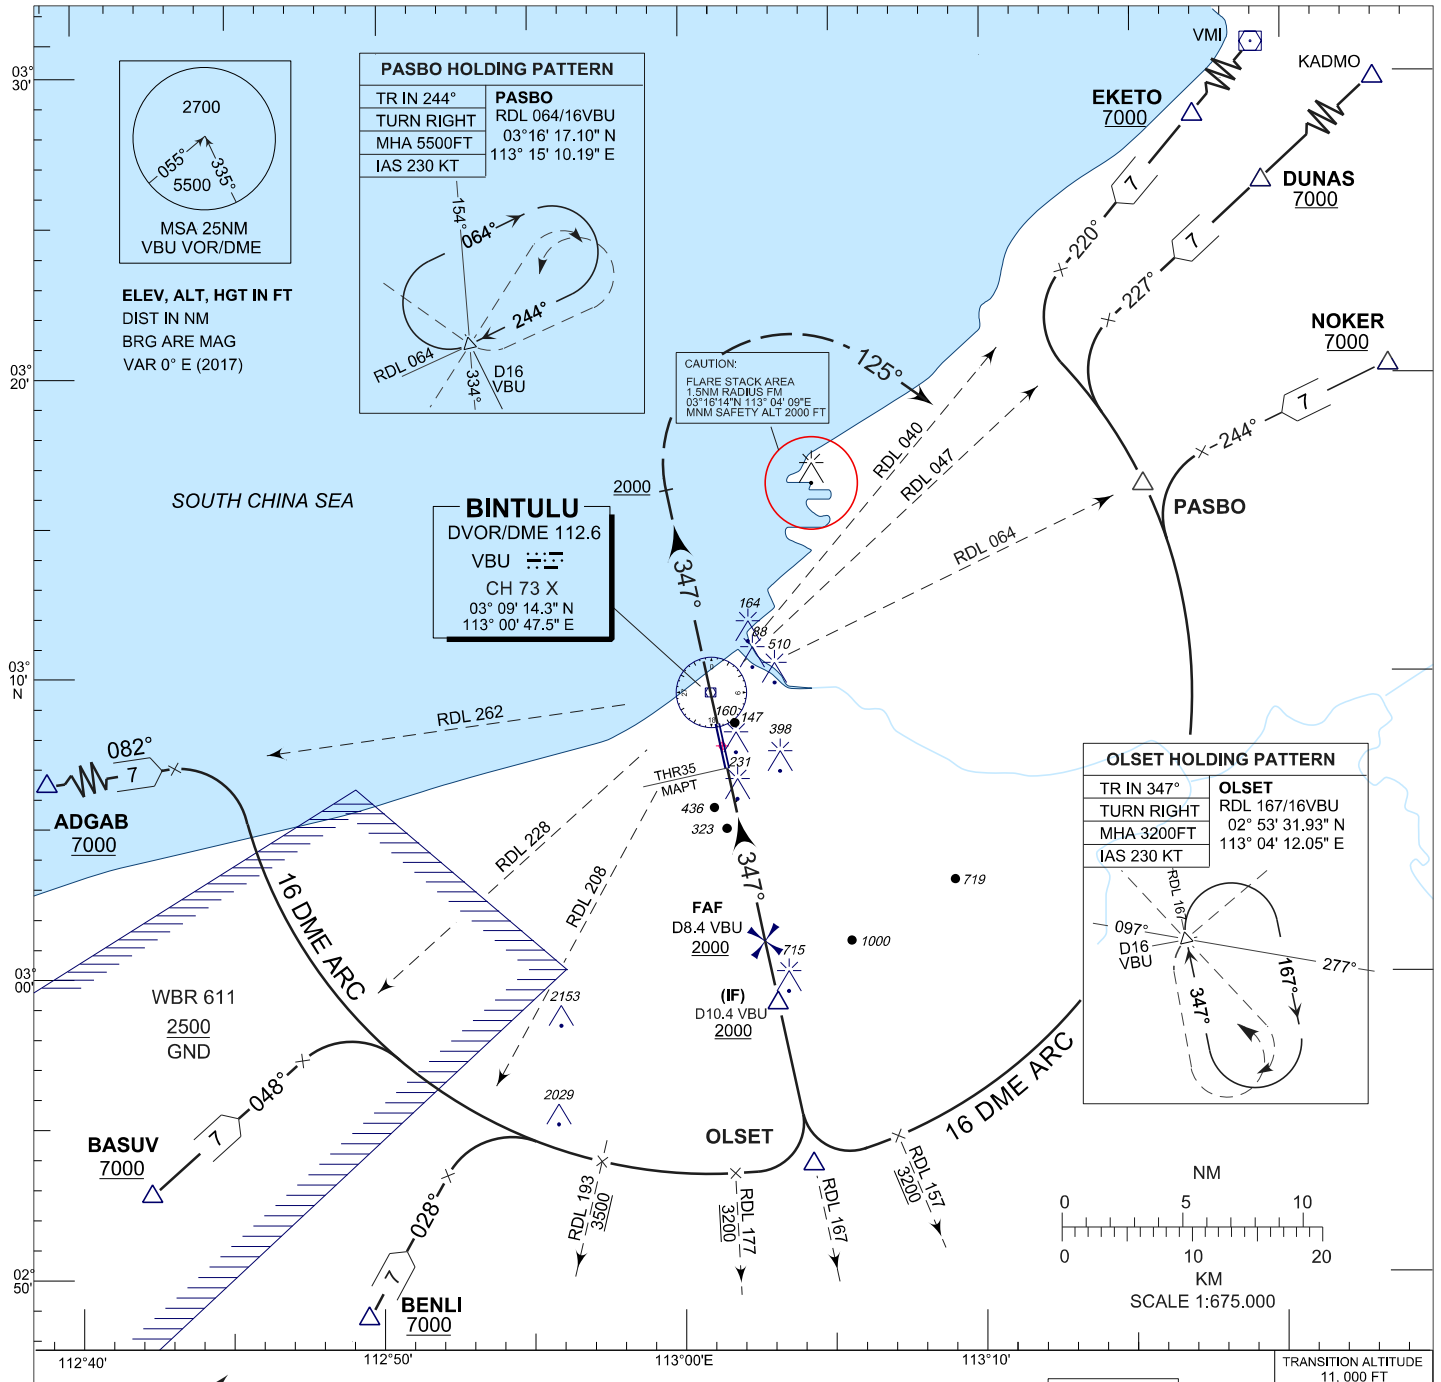 VMI
KADMO
03°
30'
EKETO
7000
DUNAS
7000
NOKER
7000
2700
055°
335°
5500
MSA 25NM
VBU VOR/DME
ELEV, ALT, HGT IN FT
DIST IN NM
BRG ARE MAG
VAR 0° E (2017)
PASBO HOLDING PATTERN
TR IN 244°
TURN RIGHT
MHA 5500FT
IAS 230 KT
PASBO
RDL 064/16VBU
03°16' 17.10" N
113° 15' 10.19" E
154°
064°
244°
RDL 064
334°
D16
VBU
7
220°
7
227°
7
244°
03°
20'
CAUTION:
FLARE STACK AREA
1.5NM RADIUS FM
03°16'14"N 113° 04' 09"E
MNM SAFETY ALT 2000 FT
125°
RDL 040
RDL 047
RDL 064
PASBO
SOUTH CHINA SEA
2000
BINTULU
DVOR/DME 112.6
VBU
CH 73 X
03° 09' 14.3" N
113° 00' 47.5" E
347°
164
88
510
03°
10'
N
0
6
18
27
160
147
398
231
THR35
MAPT
436
323
RDL 262
082°
7
ADGAB
7000
RDL 228
RDL 208
16 DME ARC
347°
719
1000
FAF
D8.4 VBU
2000
715
(IF)
D10.4 VBU
2000
OLSET HOLDING PATTERN
TR IN 347°
TURN RIGHT
MHA 3200FT
IAS 230 KT
OLSET
RDL 167/16VBU
02° 53' 31.93" N
113° 04' 12.05" E
RDL 167
097°
D16
VBU
277°
167°
347°
03°
00'
WBR 611
2500
GND
2153
2029
048°
7
BASUV
7000
028°
7
BENLI
7000
OLSET
16 DME ARC
RDL 193
3500
RDL 177
3200
RDL 167
RDL 157
3200
NM
0 5 10
0 10 20
KM
SCALE 1:675.000
02°
50'
112°40'
112°50'
113°00'E
113°10'
TRANSITION ALTITUDE
11, 000 FT